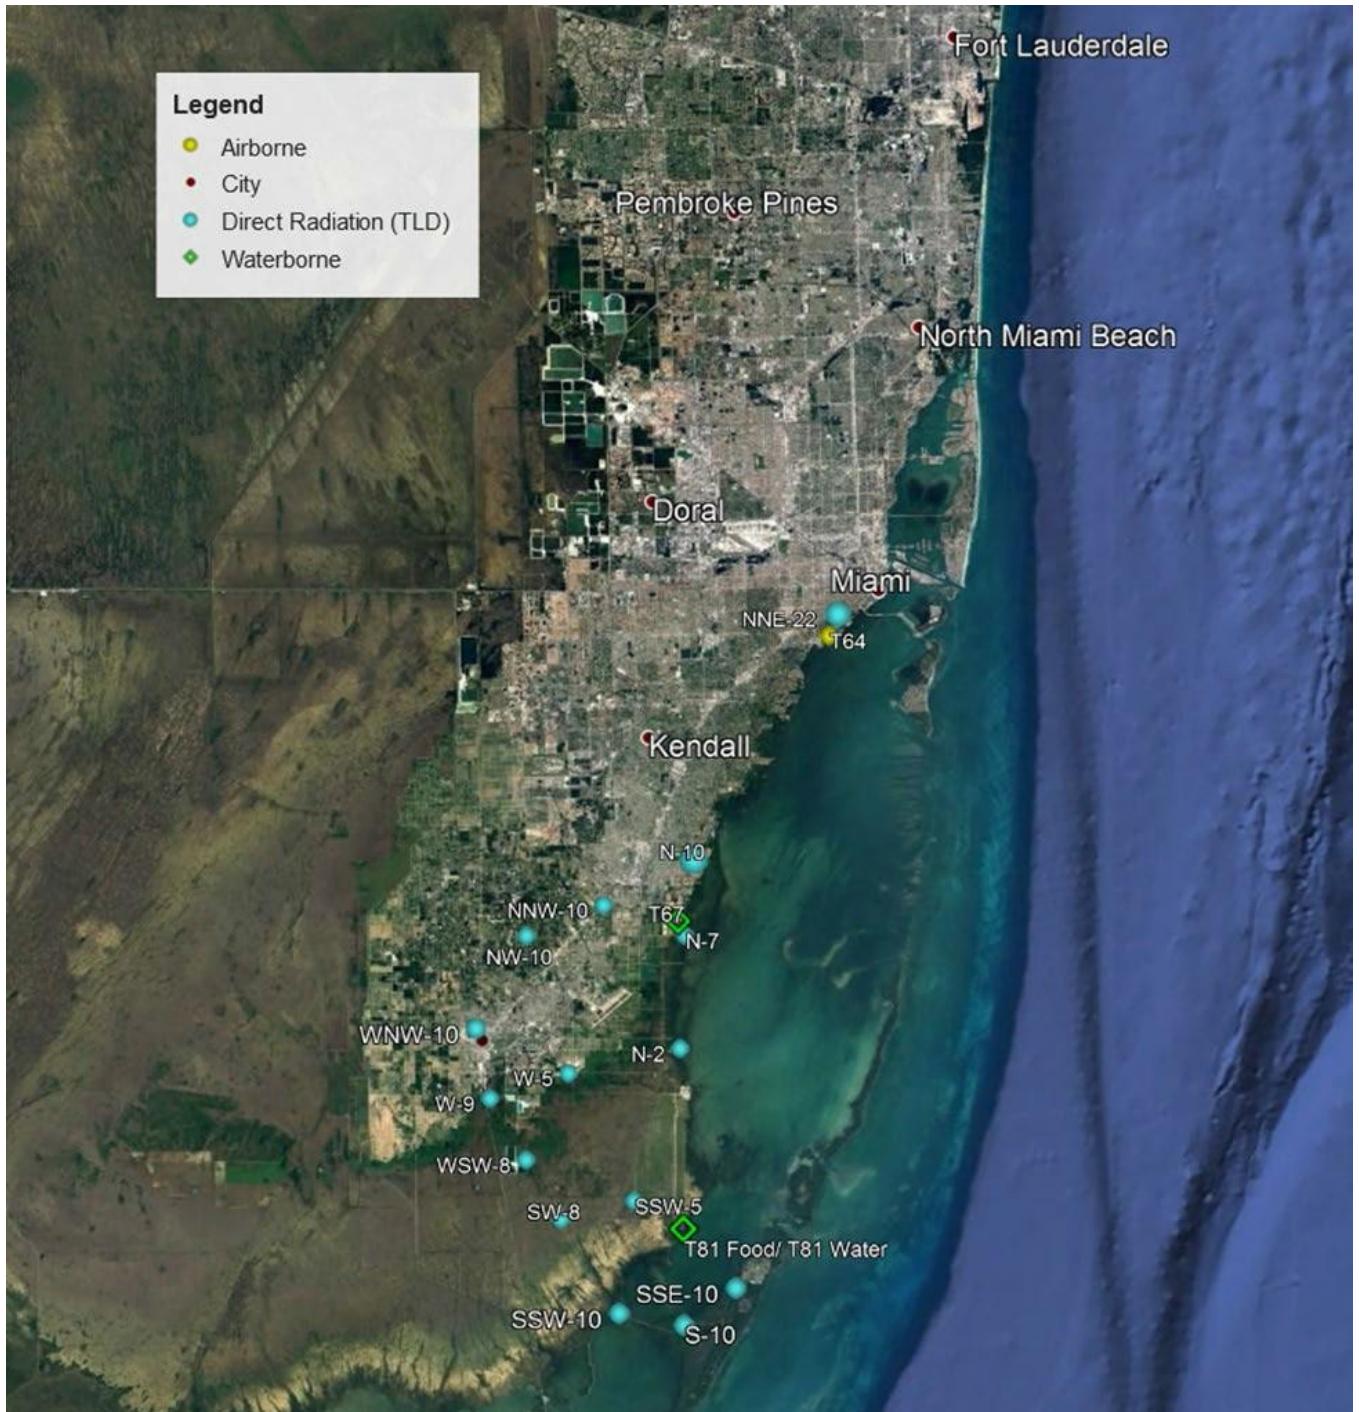 Fort Lauderdale
Legend
Airborne
City
Direct Radiation (TLD)
Waterborne
Pembroke Pines
North Miami Beach
Doral
Miami
NNE-22
T64
Kendall
N-10
NNW-10
T67
N-7
NW-10
WNW-10
N-2
W-5
W-9
WSW-8
SSW-5
SW-8
T81 Food/ T81 Water
SSE-10
SSW-10
S-10